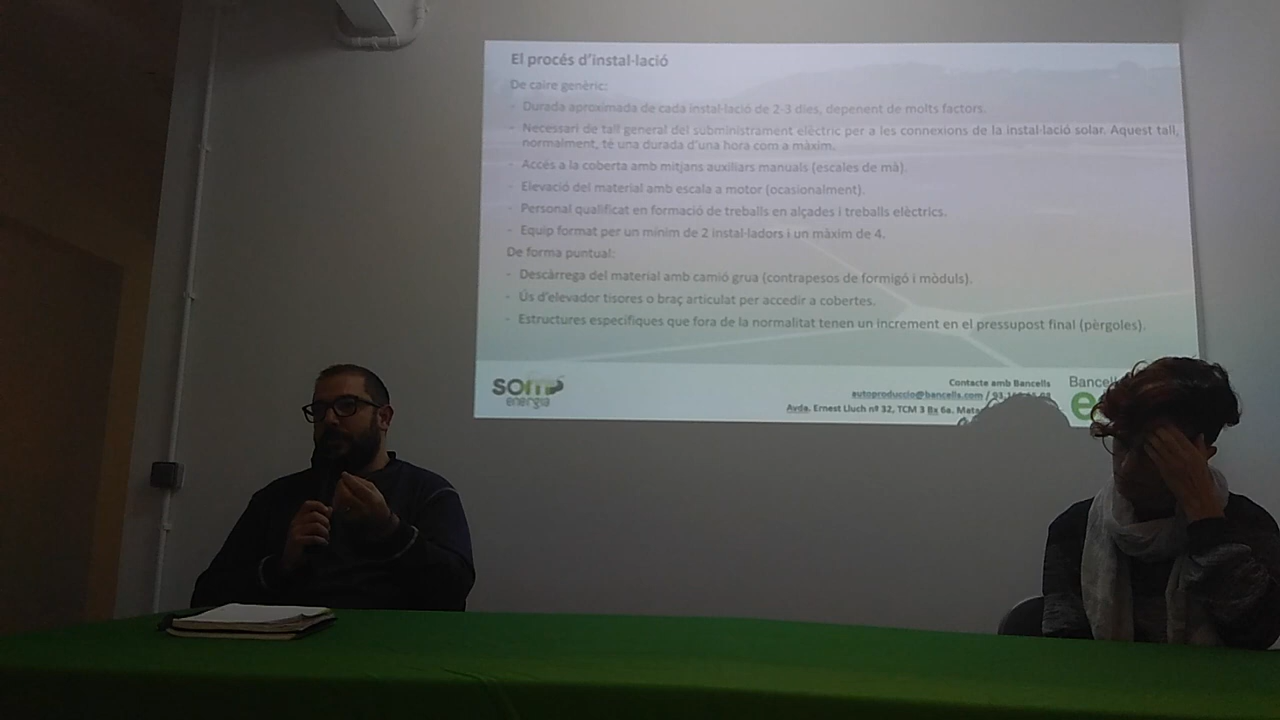 El procés d'instal·lació
De caire genèric:
- Durada aproximada de cada instal·lació de 2-3 dies, depenent de molts factors.
- Necessari de tall general del subministrament elèctric per a les connexions de la instal·lació solar. Aquest tall,
normalment, té una durada d'una hora com a màxim.
- Accés a la coberta amb mitjans auxiliars manuals (escales de mà).
- Elevació del material amb escala a motor (ocasionalment).
- Personal qualificat en formació de treballs en alçades i treballs elèctrics.
- Equip format per un mínim de 2 instal·ladors i un màxim de 4.
De forma puntual:
- Descàrrega del material amb camió grua (contrapesos de formigó i mòduls).
- Ús d'elevador tisores o braç articulat per accedir a cobertes.
- Estructures específiques que fora de la normalitat tenen un increment en el pressupost final (pèrgoles).
som
energia
Contacte amb Bancells
autoproduccio@bancells.com / 93
Avda. Ernest Lluch nº 32, TCM 3 Bx 6a. Mata
Bancell
e